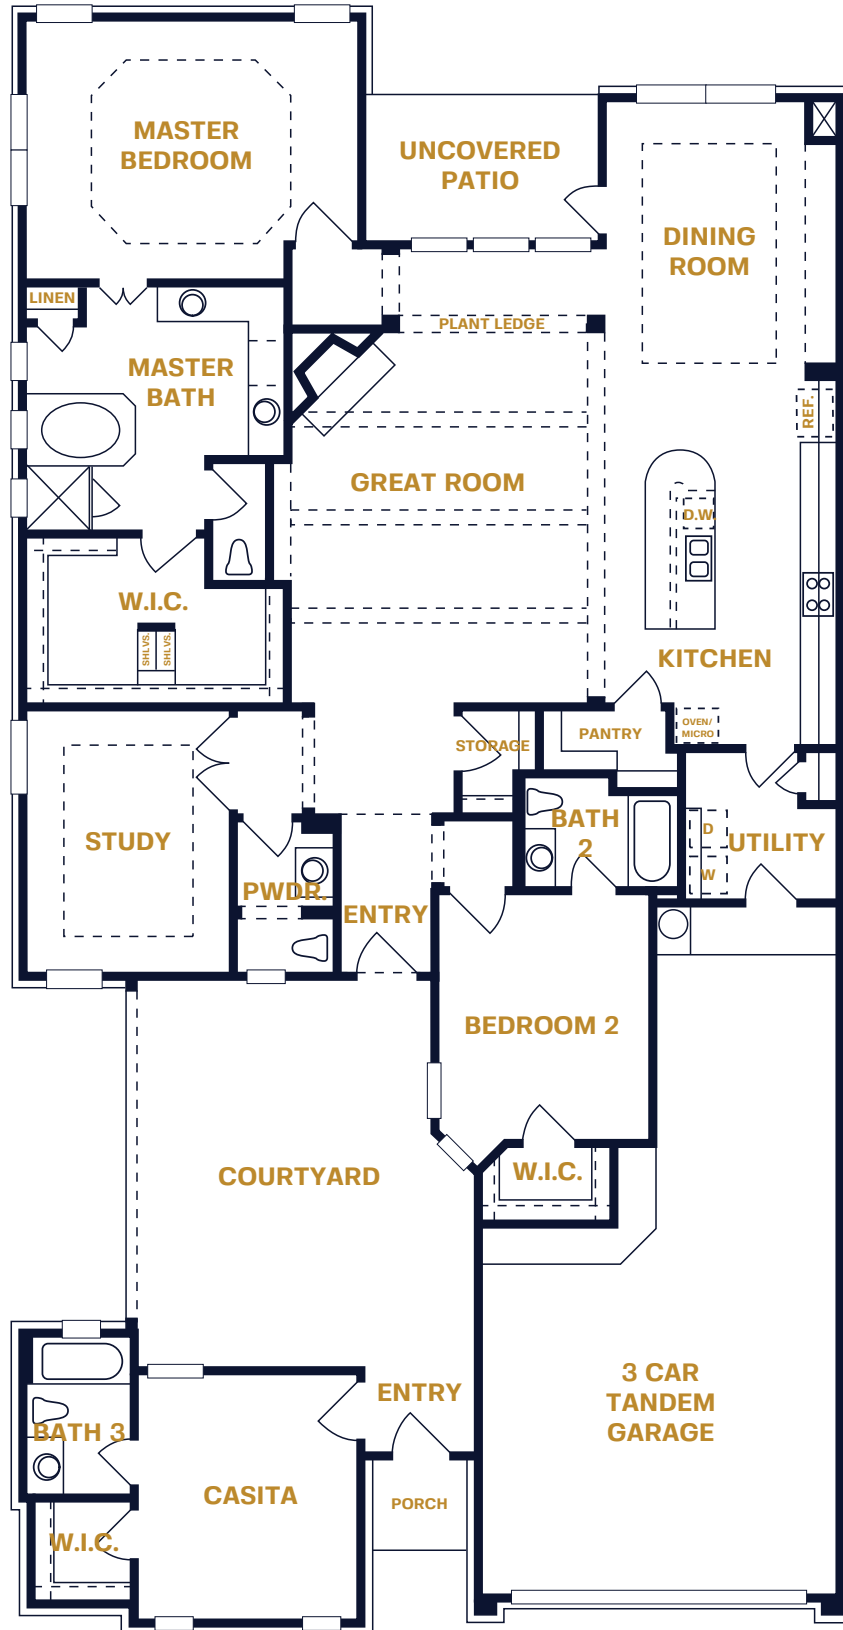 MASTER
BEDROOM
UNCOVERED
PATIO
DINING
ROOM
LINEN
PLANT LEDGE
MASTER
BATH
REF.
GREAT ROOM
D.W.
W.I.C.
SHLVS.
SHLVS.
KITCHEN
OVEN/
MICRO
PANTRY
STORAGE
STUDY
BATH
2
D
UTILITY
W
PWDR.
ENTRY
BEDROOM 2
COURTYARD
W.I.C.
3 CAR
TANDEM
GARAGE
ENTRY
BATH 3
CASITA
PORCH
W.I.C.